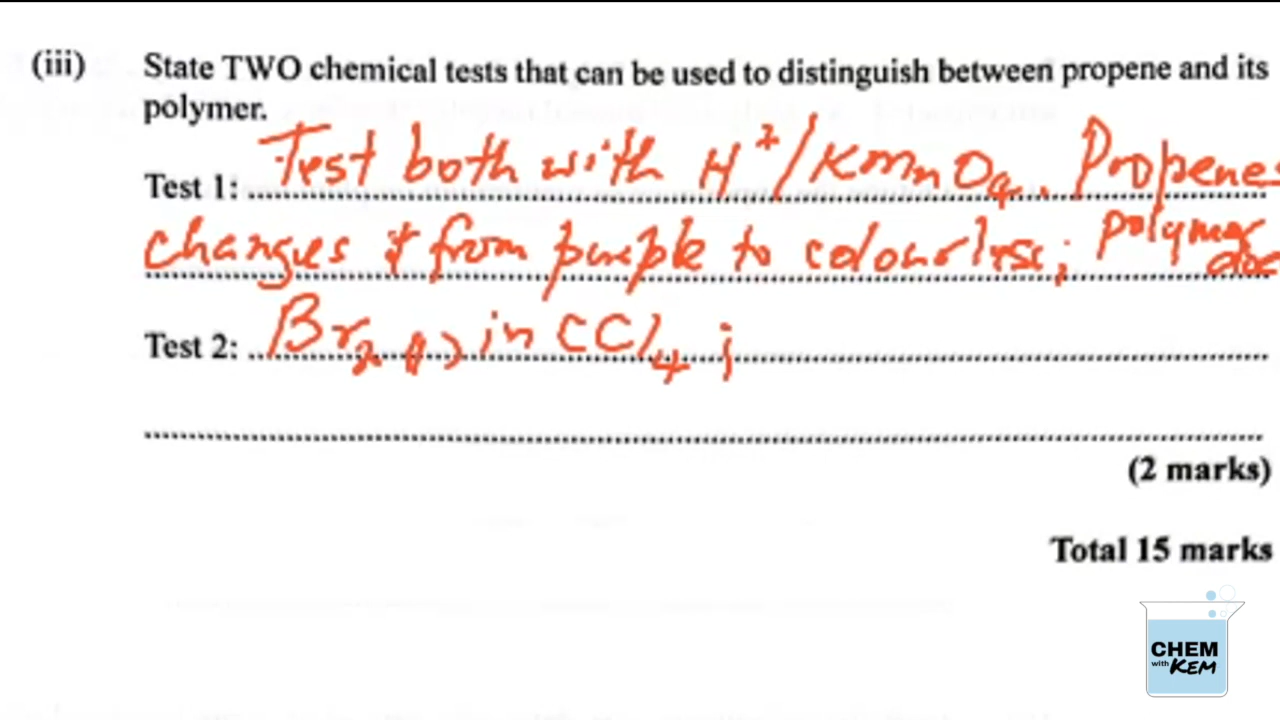 (iii) State TWO chemical tests that can be used to distinguish between propene and its
polymer.
Test 1: Test both with H⁺/KMnO₄. Propene
changes it from purple to colourless; polymer
does
Test 2: Br₂(l) in CCl₄;
(2 marks)
Total 15 marks
CHEM
with KEM